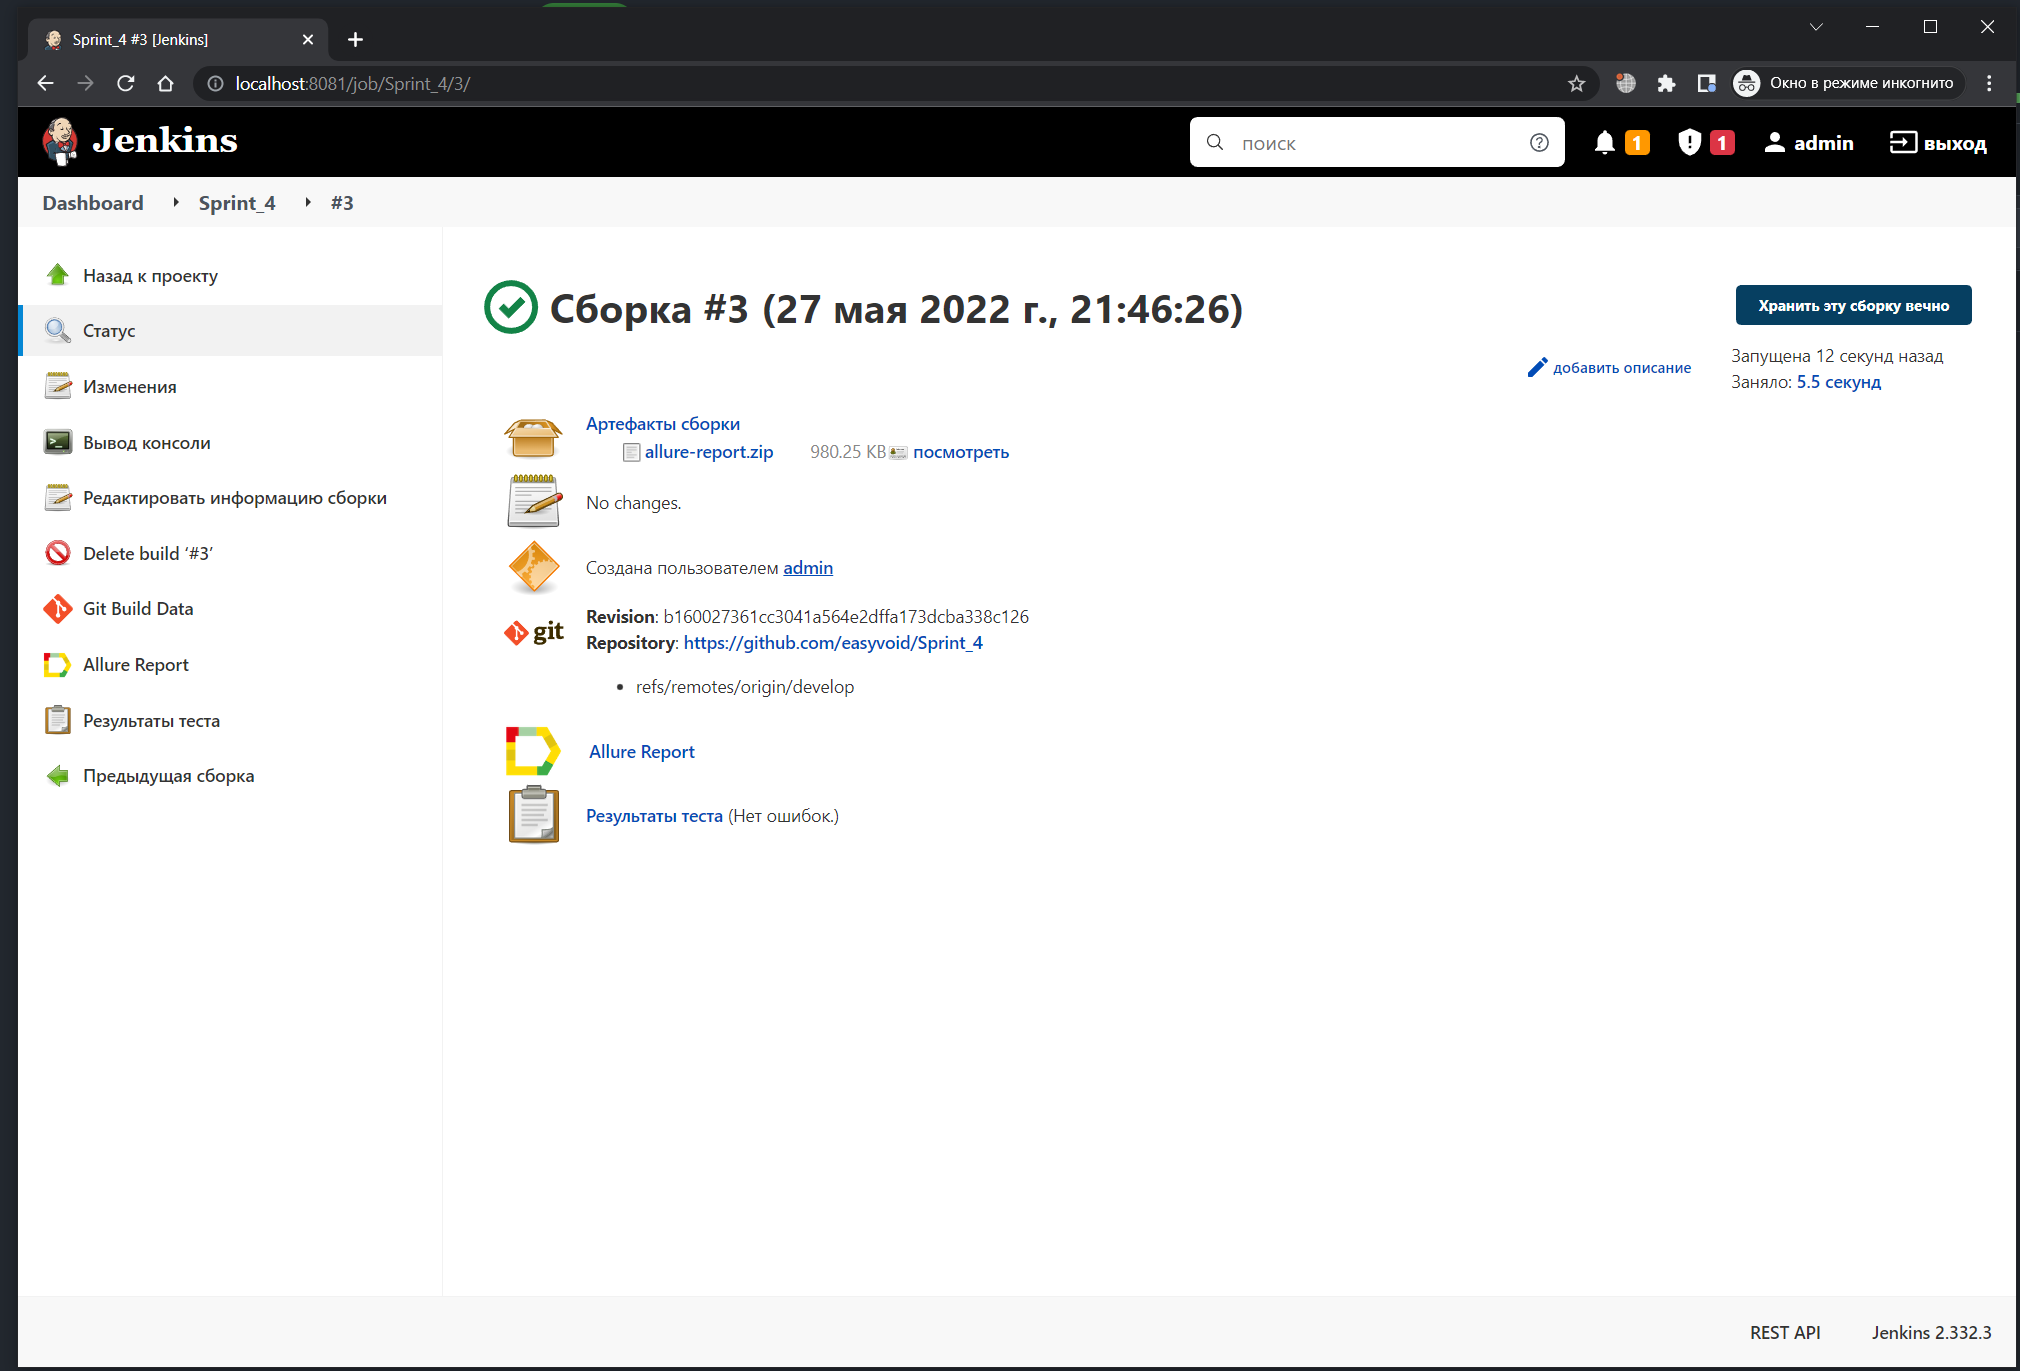 Sprint_4 #3 [Jenkins]
localhost:8081/job/Sprint_4/3/
Окно в режиме инкогнито
Jenkins
поиск
1
1
admin
выход
Dashboard
Sprint_4
#3
Назад к проекту
Статус
Изменения
Вывод консоли
Редактировать информацию сборки
Delete build ‘#3’
Git Build Data
Allure Report
Результаты теста
Предыдущая сборка
Сборка #3 (27 мая 2022 г., 21:46:26)
Хранить эту сборку вечно
добавить описание
Запущена 12 секунд назад
Заняло: 5.5 секунд
Артефакты сборки
allure-report.zip 980.25 KB посмотреть
No changes.
Создана пользователем admin
git
Revision: b160027361cc3041a564e2dffa173dcba338c126
Repository: https://github.com/easyvoid/Sprint_4
refs/remotes/origin/develop
Allure Report
Результаты теста (Нет ошибок.)
REST API
Jenkins 2.332.3